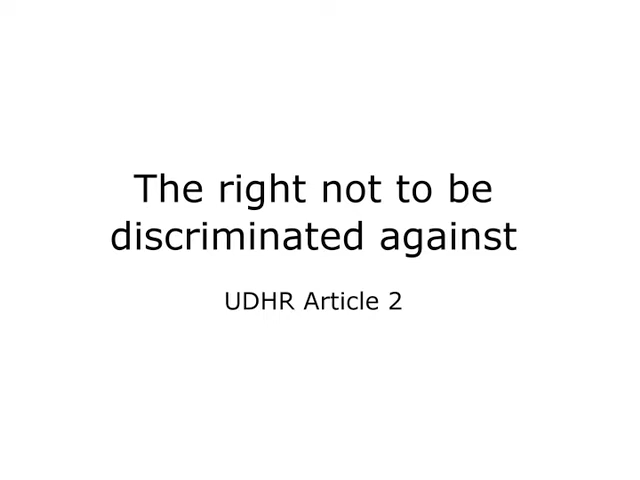 The right not to be
discriminated against
UDHR Article 2